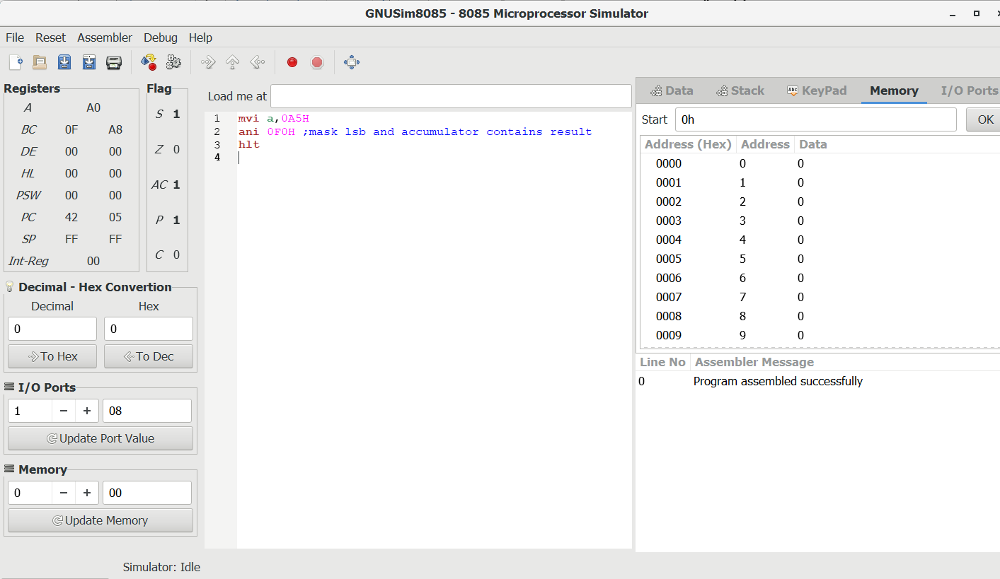 GNUSim8085 - 8085 Microprocessor Simulator
File Reset Assembler Debug Help
Registers
A A0
BC 0F A8
DE 00 00
HL 00 00
PSW 00 00
PC 42 05
SP FF FF
Int-Reg 00
Flag
S 1
Z 0
AC 1
P 1
C 0
Decimal - Hex Convertion
Decimal Hex
0 0
To Hex To Dec
I/O Ports
1 − + 08
Update Port Value
Memory
0 − + 00
Update Memory
Load me at
1 mvi a,0A5H
2 ani 0F0H ;mask lsb and accumulator contains result
3 hlt
4
Data Stack Abc KeyPad Memory I/O Ports
Start 0h OK
Address (Hex) Address Data
0000 0 0
0001 1 0
0002 2 0
0003 3 0
0004 4 0
0005 5 0
0006 6 0
0007 7 0
0008 8 0
0009 9 0
Line No Assembler Message
0 Program assembled successfully
Simulator: Idle